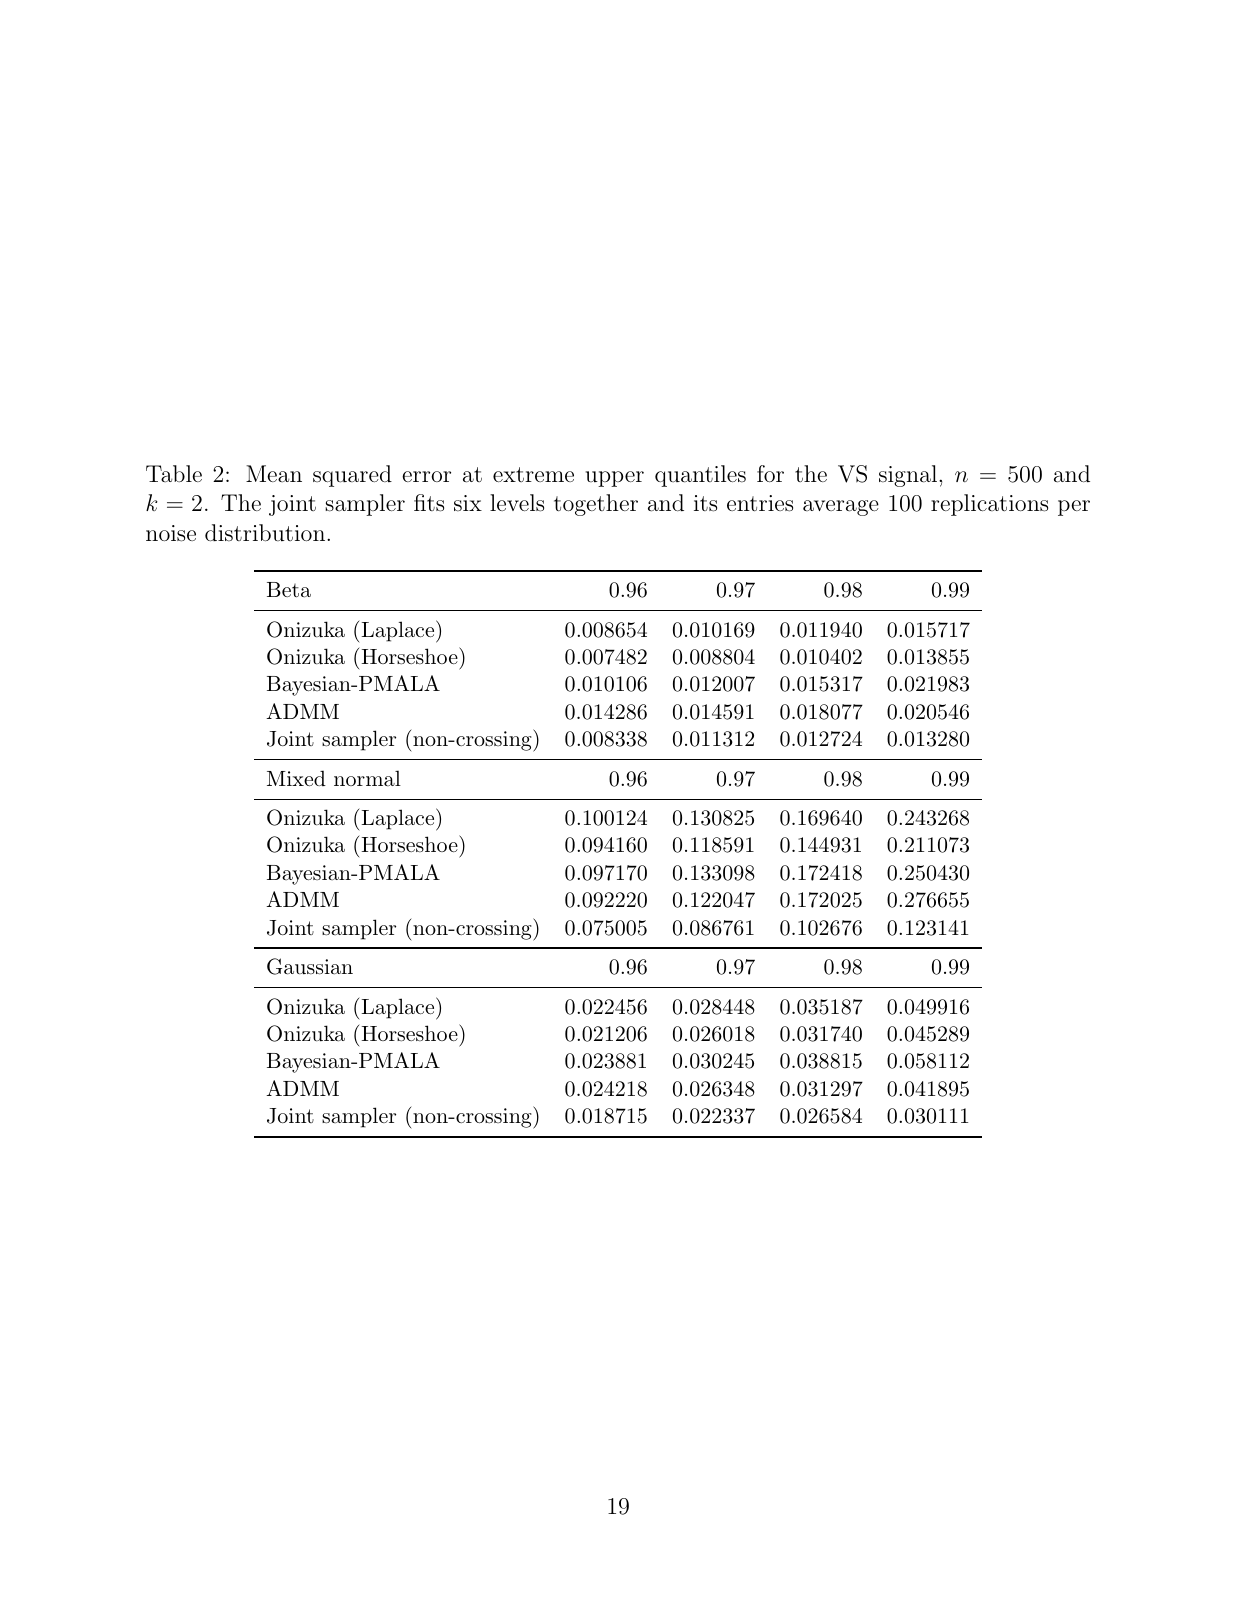 Table 2: Mean squared error at extreme upper quantiles for the VS signal, n = 500 and
k = 2. The joint sampler fits six levels together and its entries average 100 replications per
noise distribution.
Beta 0.96 0.97 0.98 0.99
Onizuka (Laplace) 0.008654 0.010169 0.011940 0.015717
Onizuka (Horseshoe) 0.007482 0.008804 0.010402 0.013855
Bayesian-PMALA 0.010106 0.012007 0.015317 0.021983
ADMM 0.014286 0.014591 0.018077 0.020546
Joint sampler (non-crossing) 0.008338 0.011312 0.012724 0.013280
Mixed normal 0.96 0.97 0.98 0.99
Onizuka (Laplace) 0.100124 0.130825 0.169640 0.243268
Onizuka (Horseshoe) 0.094160 0.118591 0.144931 0.211073
Bayesian-PMALA 0.097170 0.133098 0.172418 0.250430
ADMM 0.092220 0.122047 0.172025 0.276655
Joint sampler (non-crossing) 0.075005 0.086761 0.102676 0.123141
Gaussian 0.96 0.97 0.98 0.99
Onizuka (Laplace) 0.022456 0.028448 0.035187 0.049916
Onizuka (Horseshoe) 0.021206 0.026018 0.031740 0.045289
Bayesian-PMALA 0.023881 0.030245 0.038815 0.058112
ADMM 0.024218 0.026348 0.031297 0.041895
Joint sampler (non-crossing) 0.018715 0.022337 0.026584 0.030111
19